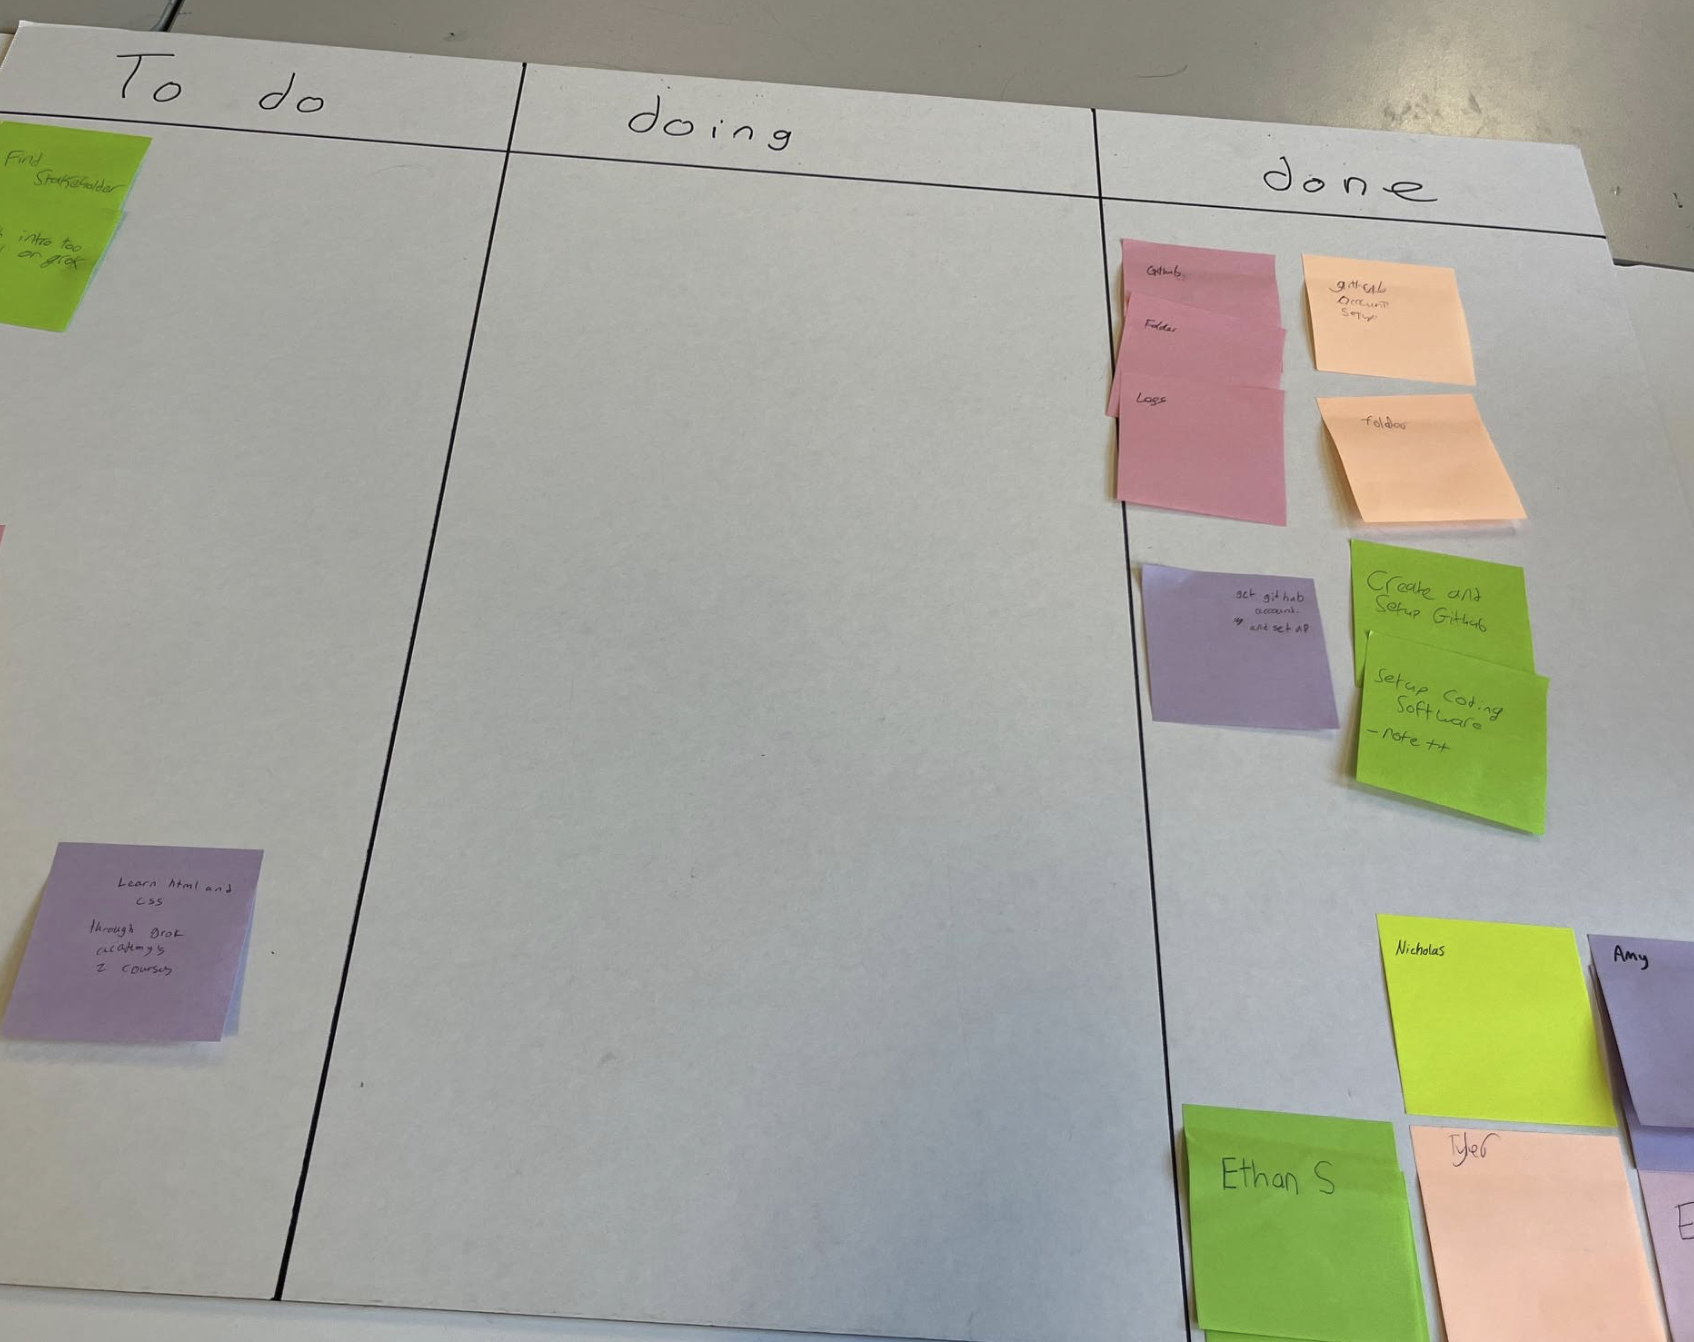 To do
doing
done
Find
Stakeholder
intro too
on grok
Learn html and
css
through grok
academy's
2 courses
Github
Folder
Logs
github
account
setup
folder
get github
account
and set up
Create and
Setup Github
Setup Coding
Software
- note ++
Nicholas
Amy
Ethan S
Tyler
E